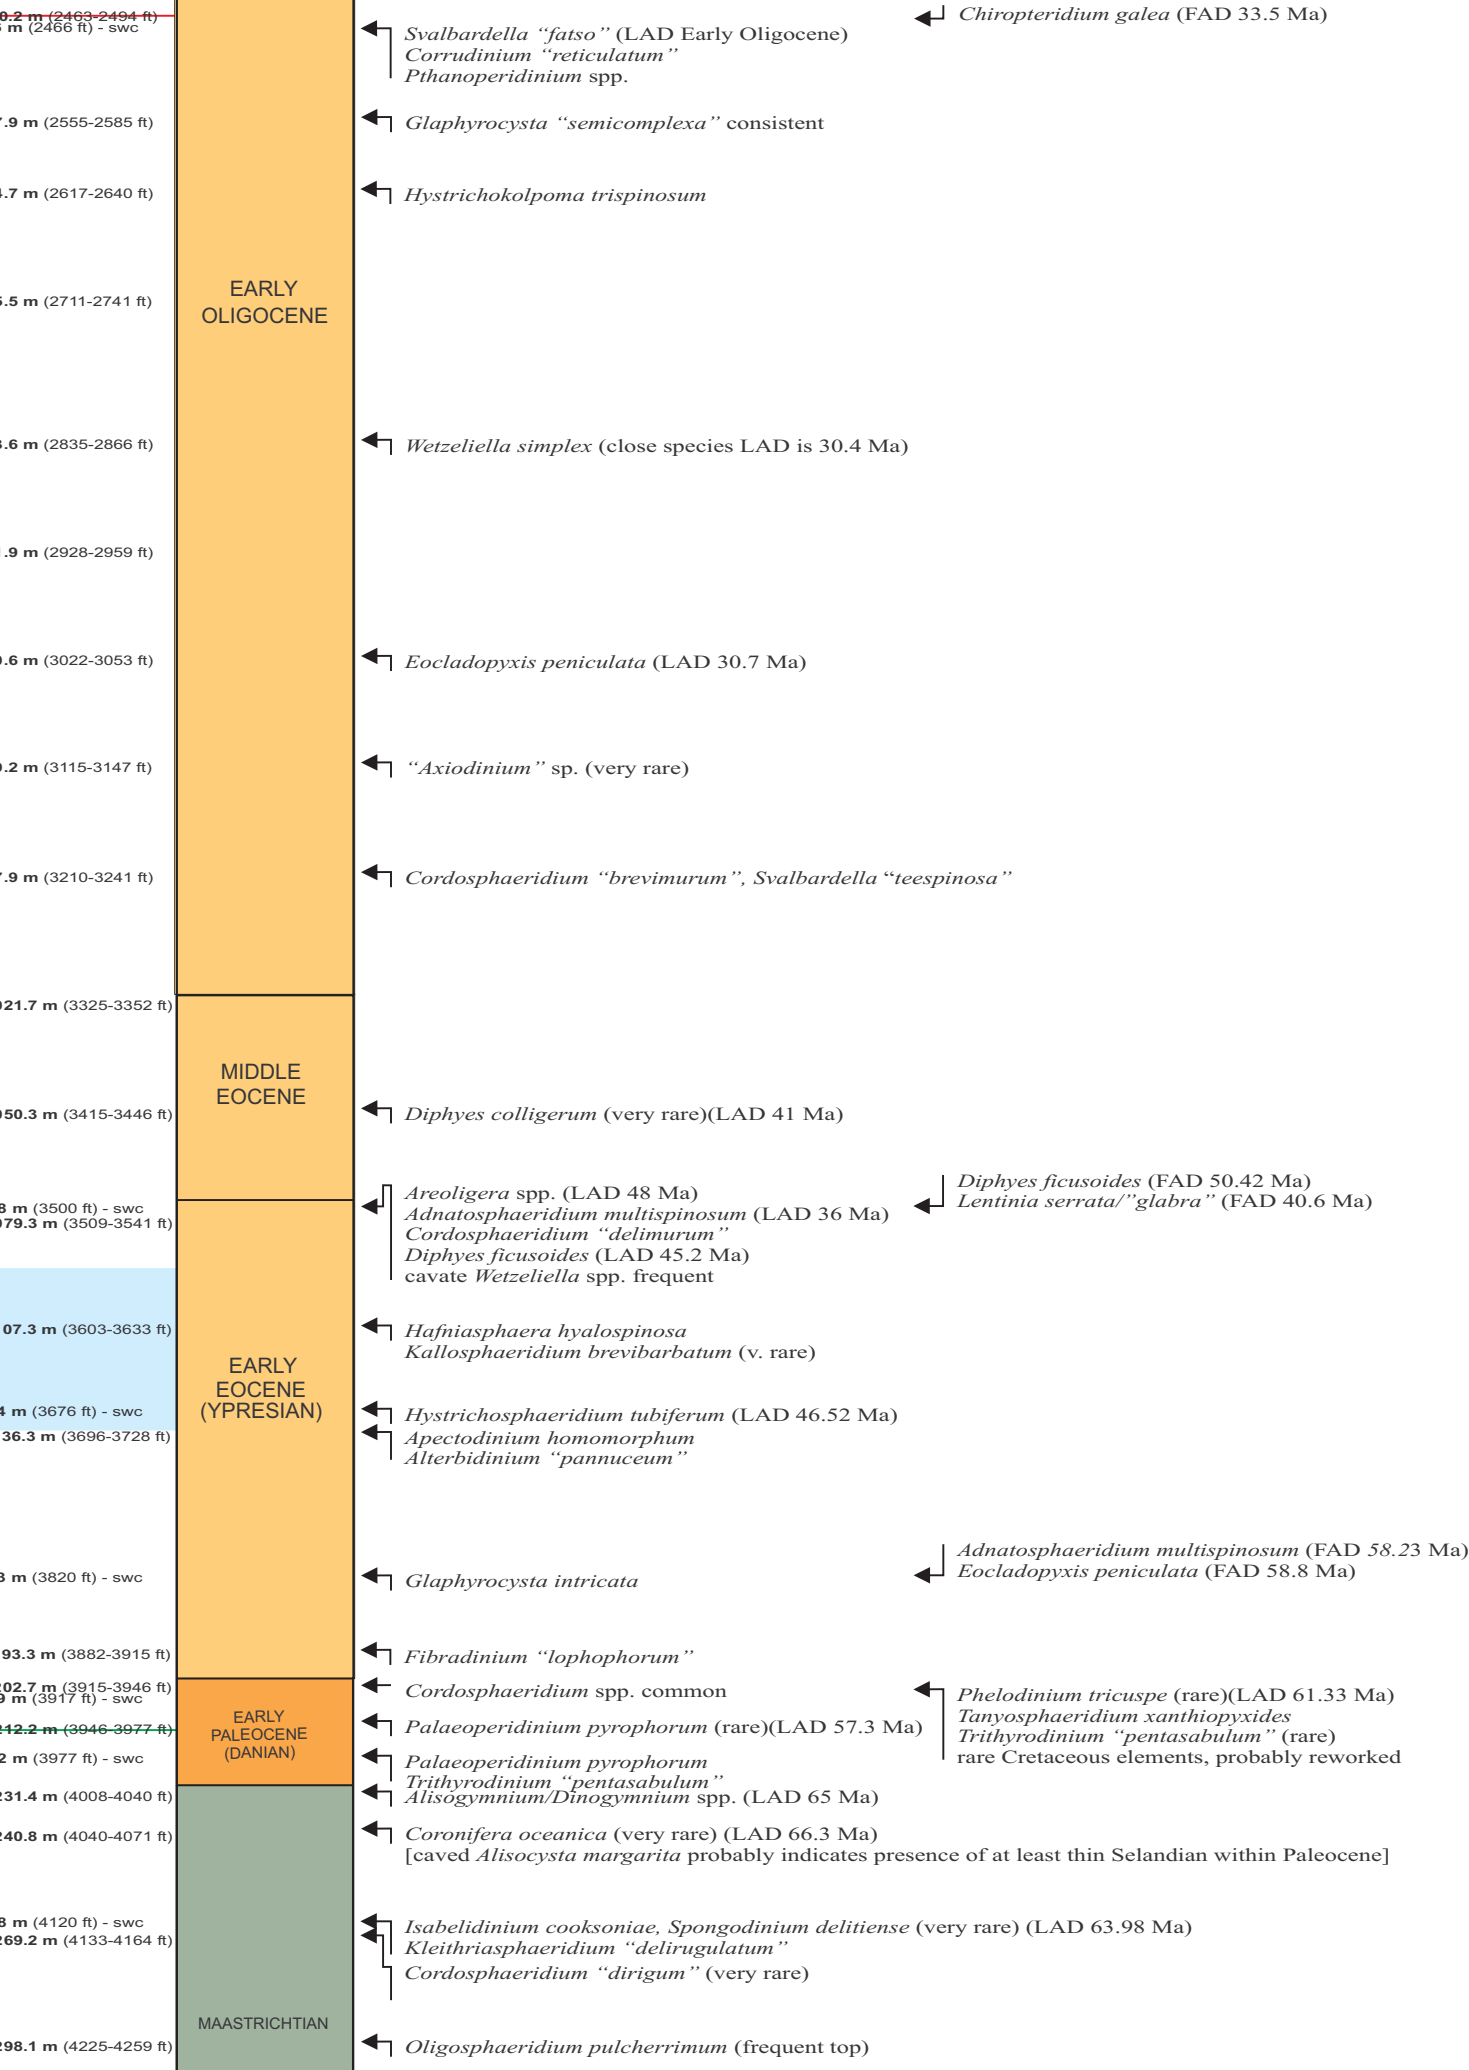 0.2 m (2463-2494 ft)
m (2466 ft) - swc
Chiropteridium galea (FAD 33.5 Ma)
Svalbardella “fatso” (LAD Early Oligocene)
Corrudinium “reticulatum”
Pthanoperidinium spp.
.9 m (2555-2585 ft)
Glaphyrocysta “semicomplexa” consistent
.7 m (2617-2640 ft)
Hystrichokolpoma trispinosum
EARLY
OLIGOCENE
.5 m (2711-2741 ft)
.6 m (2835-2866 ft)
Wetzeliella simplex (close species LAD is 30.4 Ma)
.9 m (2928-2959 ft)
.6 m (3022-3053 ft)
Eocladopyxis peniculata (LAD 30.7 Ma)
.2 m (3115-3147 ft)
“Axiodinium” sp. (very rare)
.9 m (3210-3241 ft)
Cordosphaeridium “brevimurum”, Svalbardella “teespinosa”
021.7 m (3325-3352 ft)
MIDDLE
EOCENE
050.3 m (3415-3446 ft)
Diphyes colligerum (very rare)(LAD 41 Ma)
8 m (3500 ft) - swc
079.3 m (3509-3541 ft)
Areoligera spp. (LAD 48 Ma)
Adnatosphaeridium multispinosum (LAD 36 Ma)
Cordosphaeridium “delimurum”
Diphyes ficusoides (LAD 45.2 Ma)
cavate Wetzeliella spp. frequent
Diphyes ficusoides (FAD 50.42 Ma)
Lentinia serrata/”glabra” (FAD 40.6 Ma)
07.3 m (3603-3633 ft)
Hafniasphaera hyalospinosa
Kallosphaeridium brevibarbatum (v. rare)
EARLY
EOCENE
(YPRESIAN)
4 m (3676 ft) - swc
36.3 m (3696-3728 ft)
Hystrichosphaeridium tubiferum (LAD 46.52 Ma)
Apectodinium homomorphum
Alterbidinium “pannuceum”
3 m (3820 ft) - swc
Glaphyrocysta intricata
Adnatosphaeridium multispinosum (FAD 58.23 Ma)
Eocladopyxis peniculata (FAD 58.8 Ma)
93.3 m (3882-3915 ft)
Fibradinium “lophophorum”
202.7 m (3915-3946 ft)
9 m (3917 ft) - swc
Cordosphaeridium spp. common
EARLY
PALEOCENE
(DANIAN)
212.2 m (3946-3977 ft)
Palaeoperidinium pyrophorum (rare)(LAD 57.3 Ma)
Phelodinium tricuspe (rare)(LAD 61.33 Ma)
Tanyosphaeridium xanthiopyxides
Trithyrodinium “pentasabulum” (rare)
rare Cretaceous elements, probably reworked
2 m (3977 ft) - swc
Palaeoperidinium pyrophorum
Trithyrodinium “pentasabulum”
231.4 m (4008-4040 ft)
Alisogymnium/Dinogymnium spp. (LAD 65 Ma)
240.8 m (4040-4071 ft)
Coronifera oceanica (very rare) (LAD 66.3 Ma)
[caved Alisocysta margarita probably indicates presence of at least thin Selandian within Paleocene]
8 m (4120 ft) - swc
269.2 m (4133-4164 ft)
Isabelidinium cooksoniae, Spongodinium delitiense (very rare) (LAD 63.98 Ma)
Kleithriasphaeridium “delirugulatum”
Cordosphaeridium “dirigum” (very rare)
MAASTRICHTIAN
298.1 m (4225-4259 ft)
Oligosphaeridium pulcherrimum (frequent top)